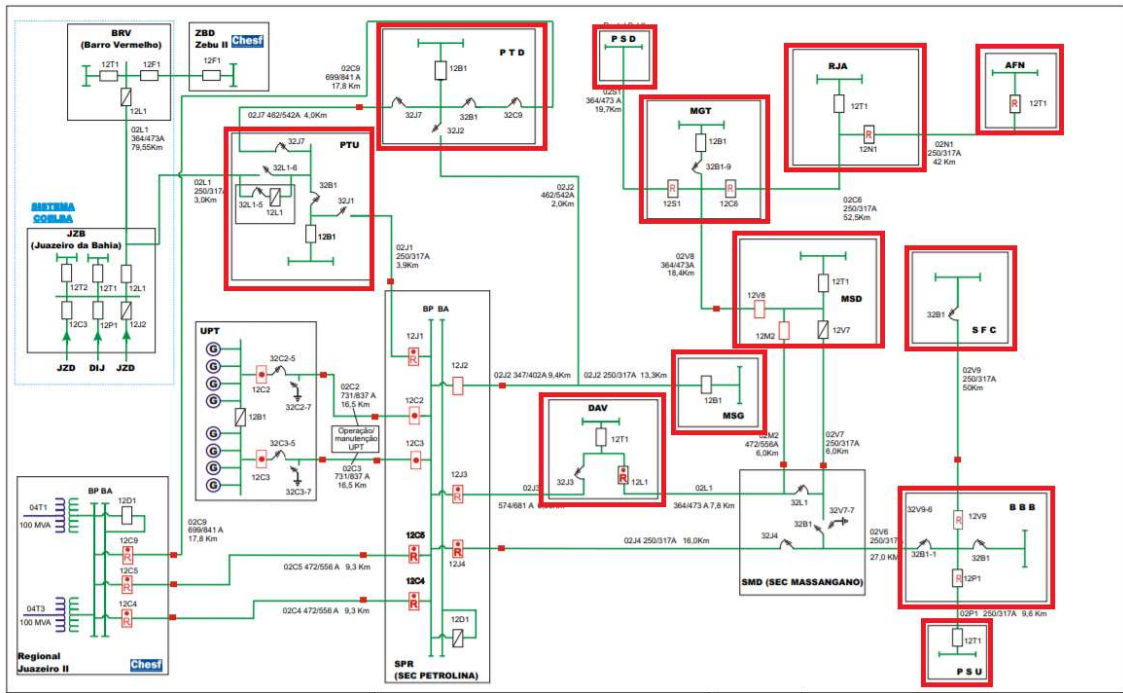 BRV
(Barro Vermelho)
12T1
12F1
12L1
ZBD
Zebu II
Chesf
12F1
02L1
364/473A
79,55Km
SISTEMA
COELBA
JZB
(Juazeiro da Bahia)
12T2
12T1
12L1
12C3
12P1
12J2
JZD
DIJ
JZD
02C9
699/841 A
17,8 Km
02J7 462/542A 4,0Km
P T D
12B1
32J7
32B1
32C9
32J2
02J2
462/542A
2,0Km
PTU
32J7
32L1-6
32B1
32J1
32L1-5
12L1
12B1
02L1
250/317A
3,0Km
02J1
250/317A
3,9Km
P S D
02S1
364/473 A
19,7Km
MGT
12B1
32B1-9
12S1
12C6
RJA
12T1
12N1
AFN
12T1
02N1
250/317A
42 Km
02C6
250/317A
52,5Km
02V8
364/473A
18,4Km
MSD
12T1
12V8
12M2
12V7
S F C
32B1
02V9
250/317A
50Km
UPT
12B1
32C2-5
12C2
32C2-7
32C3-5
12C3
32C3-7
02C2
731/837 A
16,5 Km
Operação/
manutenção
UPT
02C3
731/837 A
16,5 Km
BP BA
12J1
12J2
12C2
12C3
12J3
12C5
12J4
12C4
12D1
SPR
(SEC PETROLINA)
02J2 347/402A 9,4Km
02J2 250/317A 13,3Km
12B1
MSG
DAV
12T1
32J3
12L1
574/681 A
02L1
364/473 A 7,8 Km
02M2
472/556A
6,0Km
02V7
250/317A
6,0Km
32L1
32V7-7
32B1
32J4
02J4 250/317A 16,0Km
SMD (SEC MASSANGANO)
02V6
250/317A
27,0 KM
B B B
32V9-6
12V9
32B1-1
32B1
12P1
02P1 250/317A 9,6 Km
12T1
P S U
BP BA
12D1
04T1
100 MVA
12C9
12C5
12C4
04T3
100 MVA
Regional
Juazeiro II
Chesf
02C9
699/841 A
17,8 Km
02C5 472/556 A 9,3 Km
02C4 472/556 A 9,3 Km